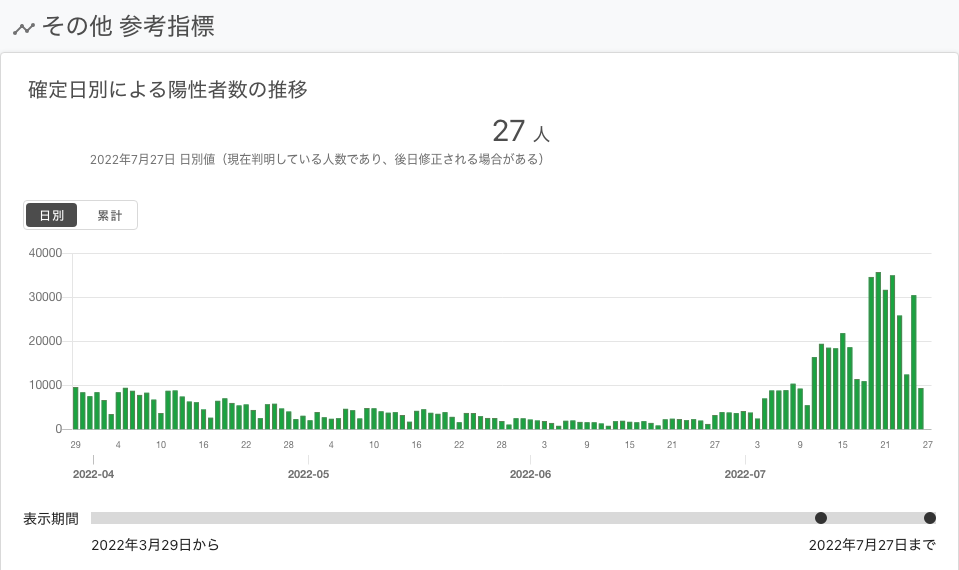 その他 参考指標
確定日別による陽性者数の推移
27 人
2022年7月27日 日別値（現在判明している人数であり、後日修正される場合がある）
日別 累計
40000
30000
20000
10000
0
29 4 10 16 22 28 4 10 16 22 28 3 9 15 21 27 3 9 15 21 27
2022-04 2022-05 2022-06 2022-07
表示期間
2022年3月29日から 2022年7月27日まで